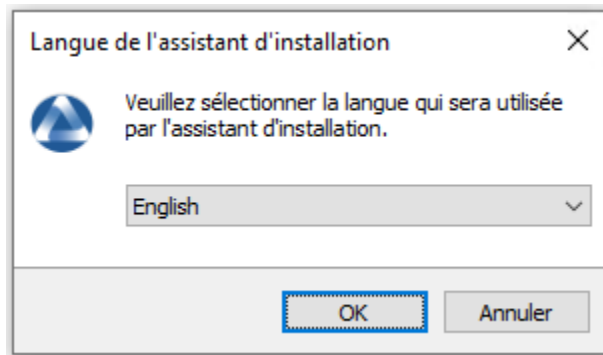 Langue de l'assistant d'installation
Veuillez sélectionner la langue qui sera utilisée
par l'assistant d'installation.
English
OK
Annuler